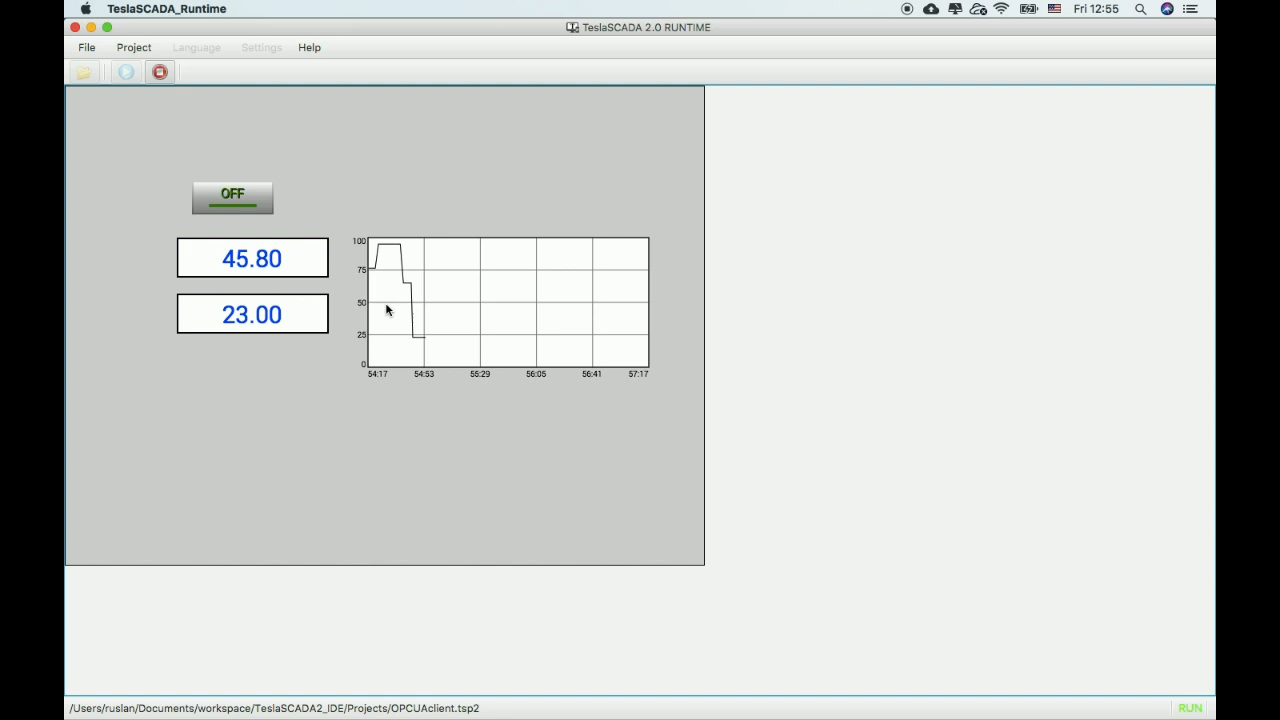 TeslaSCADA_Runtime Fri 12:55
TeslaSCADA 2.0 RUNTIME
File Project Language Settings Help
OFF
45.80
23.00
100
75
50
25
0
54:17 54:53 55:29 56:05 56:41 57:17
/Users/ruslan/Documents/workspace/TeslaSCADA2_IDE/Projects/OPCUAclient.tsp2 RUN